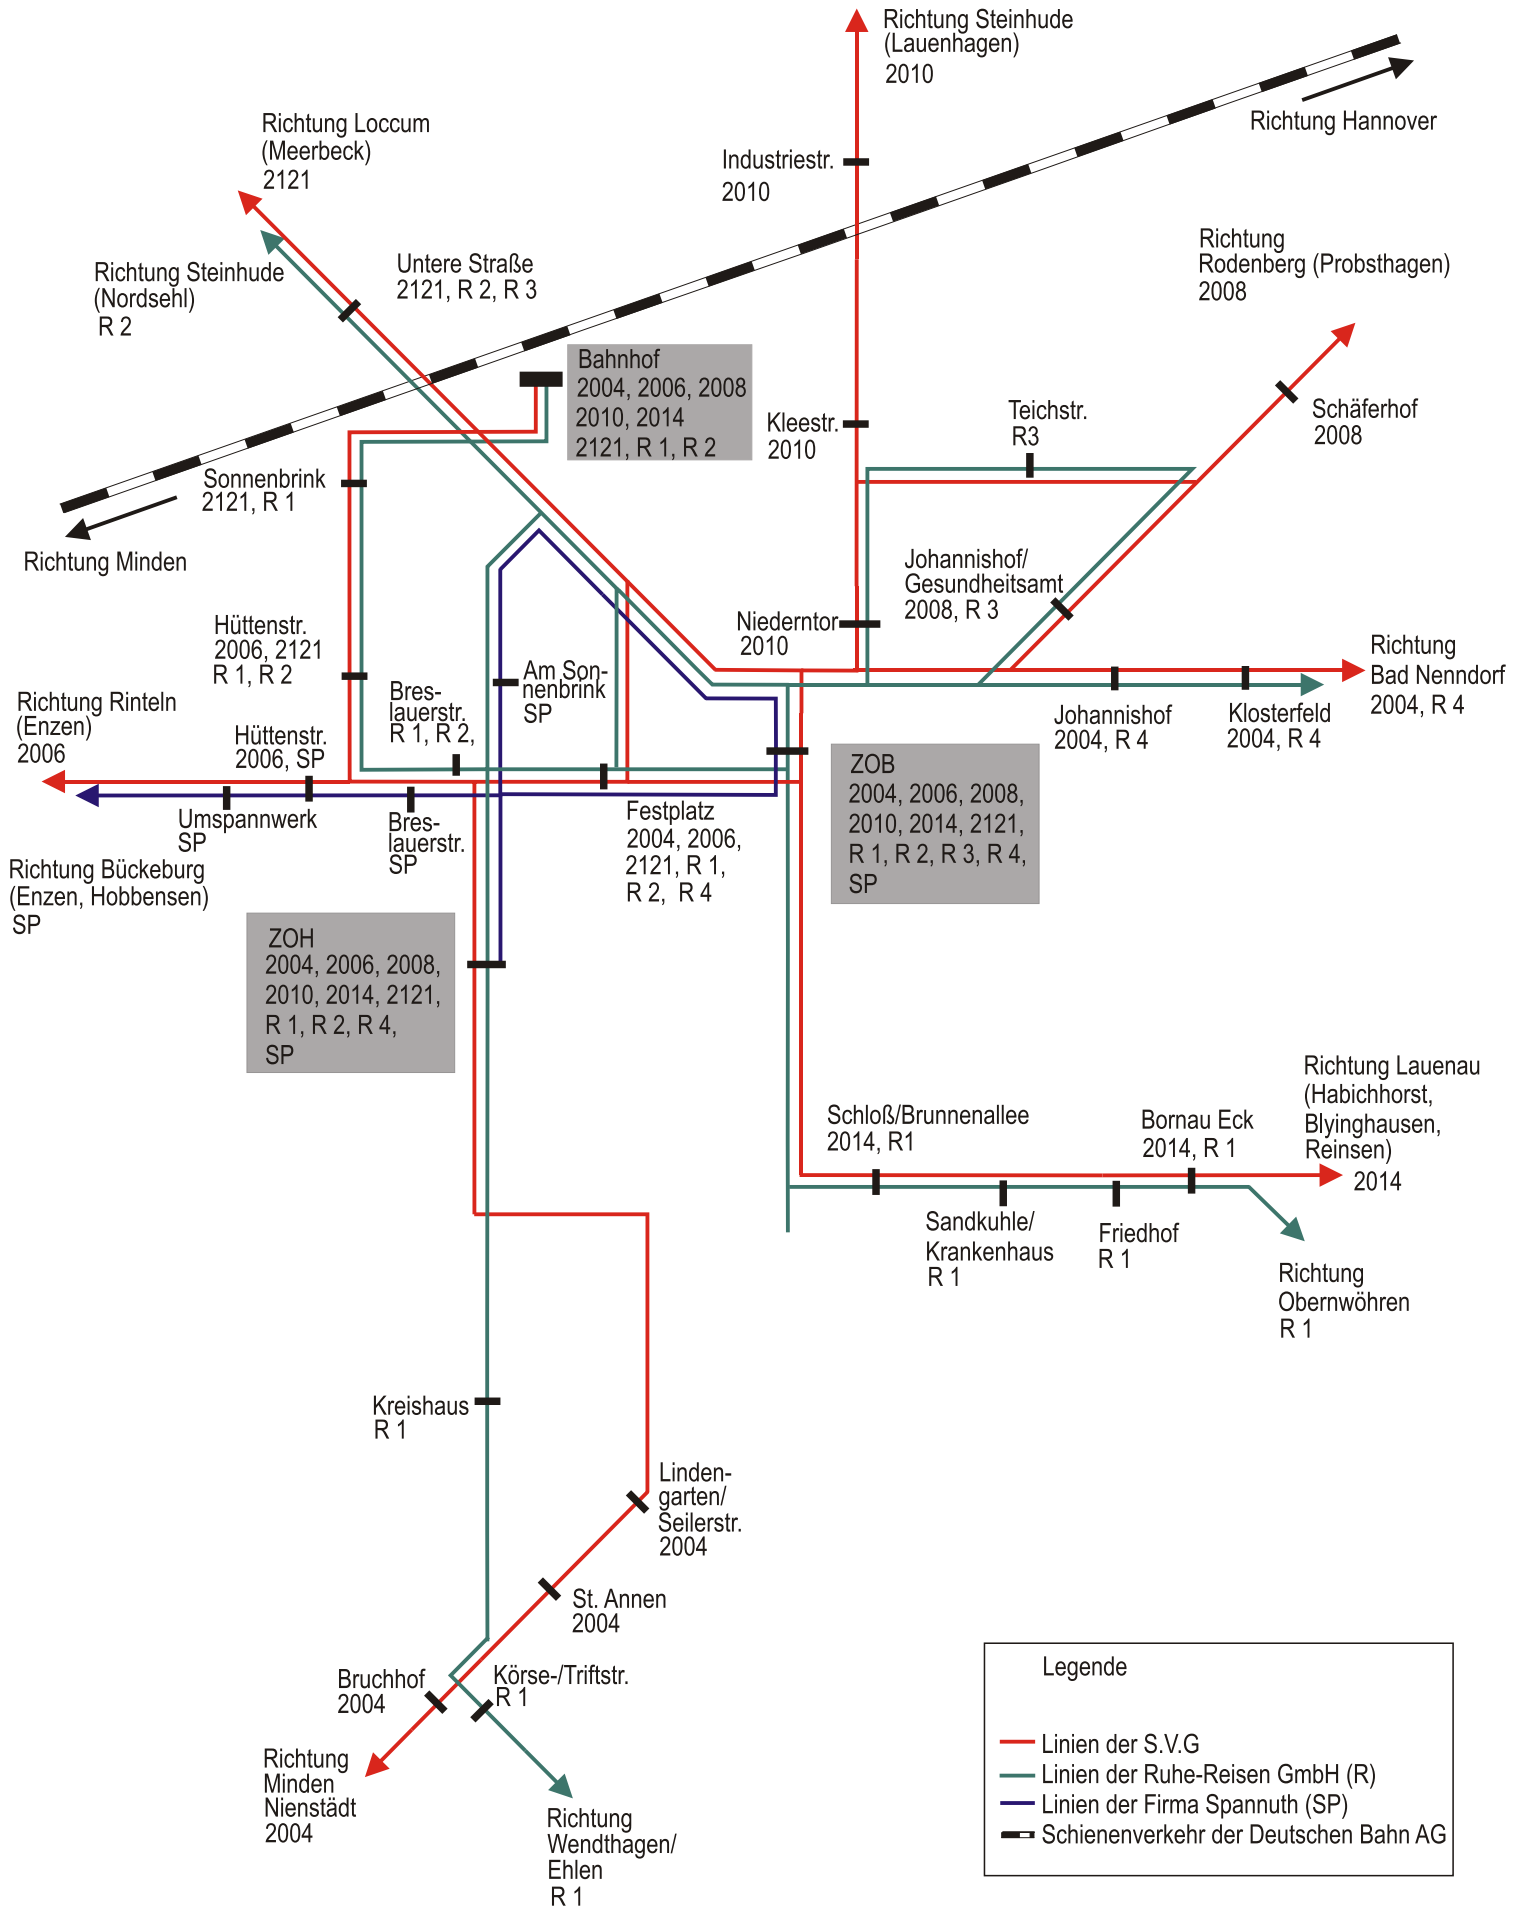 Richtung Steinhude
(Lauenhagen)
2010
Richtung Hannover
Richtung Loccum
(Meerbeck)
2121
Industriestr.
2010
Richtung
Rodenberg (Probsthagen)
2008
Untere Straße
2121, R 2, R 3
Richtung Steinhude
(Nordsehl)
R 2
Bahnhof
2004, 2006, 2008
2010, 2014
2121, R 1, R 2
Kleestr.
2010
Teichstr.
R3
Schäferhof
2008
Sonnenbrink
2121, R 1
Richtung Minden
Johannishof/
Gesundheitsamt
2008, R 3
Niederntor
2010
Hüttenstr.
2006, 2121
R 1, R 2
Am Son-
nenbrink
SP
Bres-
lauerstr.
R 1, R 2,
Richtung
Bad Nenndorf
2004, R 4
Johannishof
2004, R 4
Klosterfeld
2004, R 4
Richtung Rinteln
(Enzen)
2006
Hüttenstr.
2006, SP
Umspannwerk
SP
Bres-
lauerstr.
SP
Festplatz
2004, 2006,
2121, R 1,
R 2, R 4
ZOB
2004, 2006, 2008,
2010, 2014, 2121,
R 1, R 2, R 3, R 4,
SP
Richtung Bückeburg
(Enzen, Hobbensen)
SP
ZOH
2004, 2006, 2008,
2010, 2014, 2121,
R 1, R 2, R 4,
SP
Schloß/Brunnenallee
2014, R1
Bornau Eck
2014, R 1
Richtung Lauenau
(Habichhorst,
Blyinghausen,
Reinsen)
2014
Sandkuhle/
Krankenhaus
R 1
Friedhof
R 1
Richtung
Obernwöhren
R 1
Kreishaus
R 1
Linden-
garten/
Seilerstr.
2004
St. Annen
2004
Bruchhof
2004
Körse-/Triftstr.
R 1
Richtung
Minden
Nienstädt
2004
Richtung
Wendthagen/
Ehlen
R 1
Legende
Linien der S.V.G
Linien der Ruhe-Reisen GmbH (R)
Linien der Firma Spannuth (SP)
Schienenverkehr der Deutschen Bahn AG